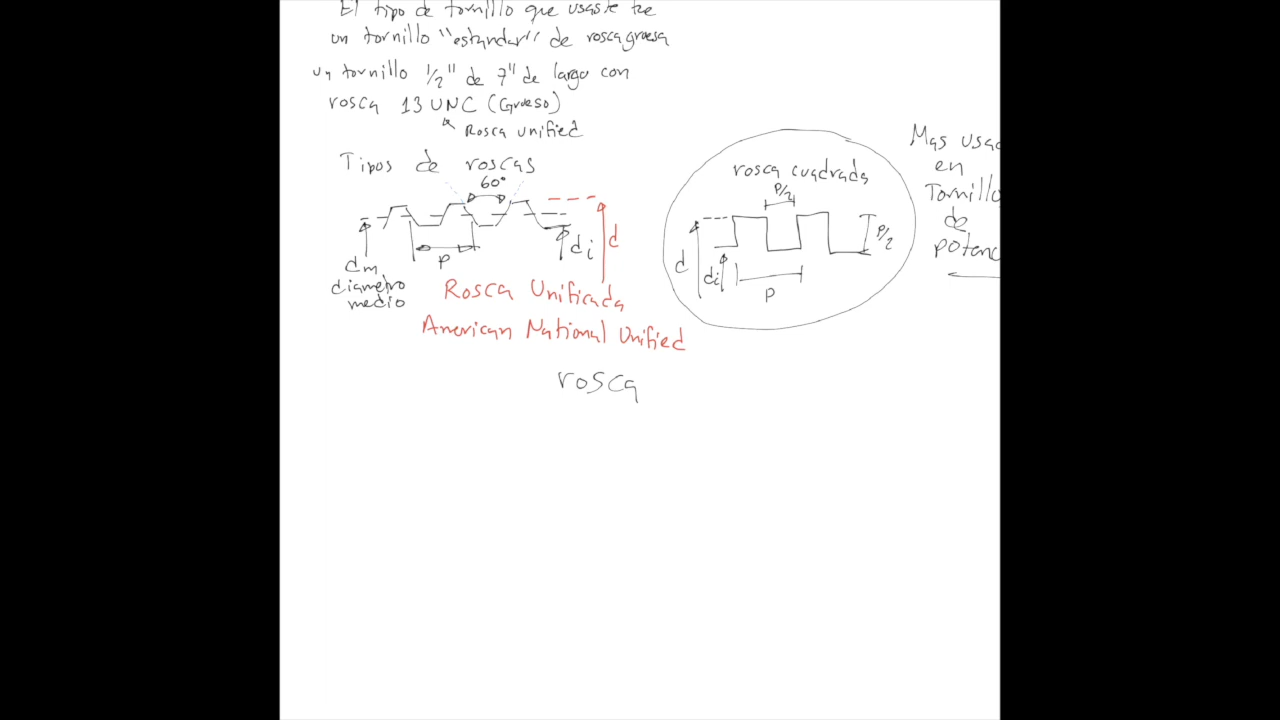 El tipo de tornillo que usaste fue
un tornillo "estandar" de rosca gruesa
un tornillo 1/2" de 7" de largo con
rosca 13 UNC (Grueso)
Rosca unified
Tipos de roscas
60°
p
dm
diametro
medio
di
d
Rosca Unificada
American National Unified
rosca cuadrada
P/2
P/2
d
di
p
Mas usad
en
Tornillo
de
potenc
rosca